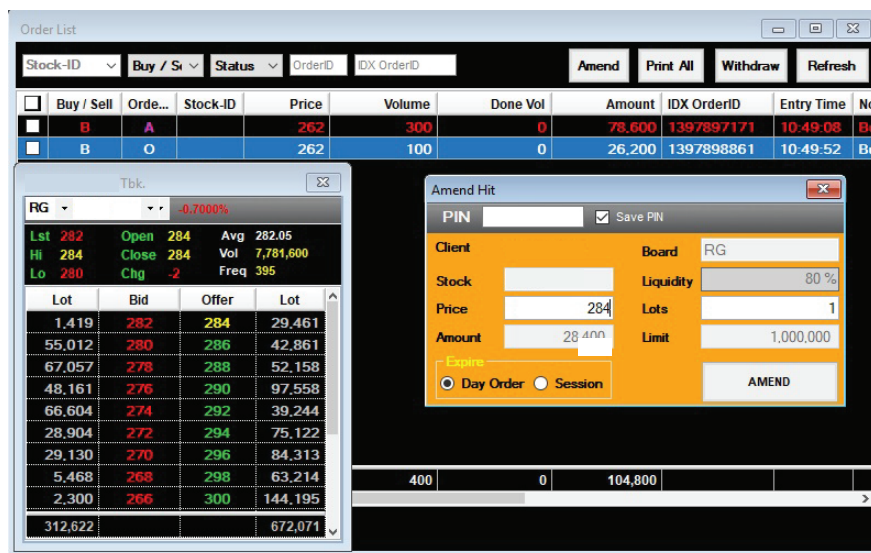 Order List
Stock-ID Buy / Se Status OrderID IDX OrderID Amend Print All Withdraw Refresh
Buy / Sell Orde... Stock-ID Price Volume Done Vol Amount IDX OrderID Entry Time
B A 262 300 0 78,600 1397897171 10:49:08
B O 262 100 0 26,200 1397898861 10:49:52
Tbk.
RG -0.7000%
Lst 282 Open 284 Avg 282.05
Hi 284 Close 284 Vol 7,781,600
Lo 280 Chg -2 Freq 395
Lot Bid Offer Lot
1,419 282 284 29,461
55,012 280 286 42,861
67,057 278 288 52,158
48,161 276 290 97,558
66,604 274 292 39,244
28,904 272 294 75,122
29,130 270 296 84,313
5,468 268 298 63,214
2,300 266 300 144,195
312,622 672,071
Amend Hit
PIN Save PIN
Client Board RG
Stock Liquidity 80 %
Price 284 Lots 1
Amount 28,400 Limit 1,000,000
Expire
Day Order Session AMEND
400 0 104,800